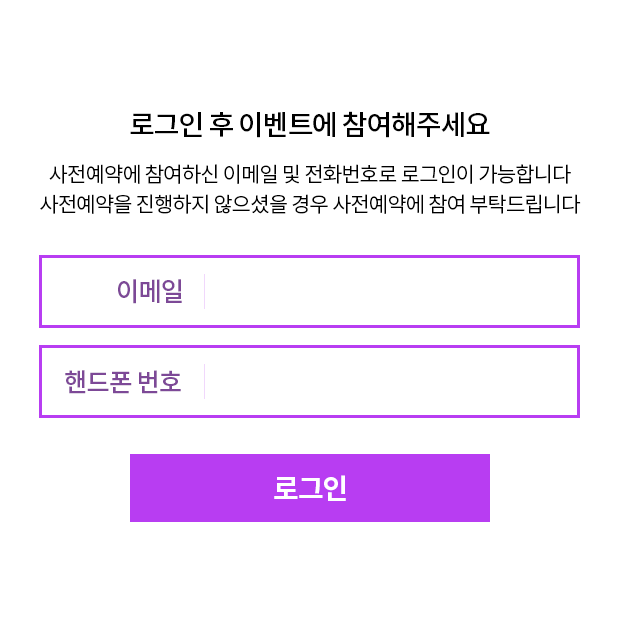 로그인 후 이벤트에 참여해주세요
사전예약에 참여하신 이메일 및 전화번호로 로그인이 가능합니다
사전예약을 진행하지 않으셨을 경우 사전예약에 참여 부탁드립니다
이메일
핸드폰 번호
로그인